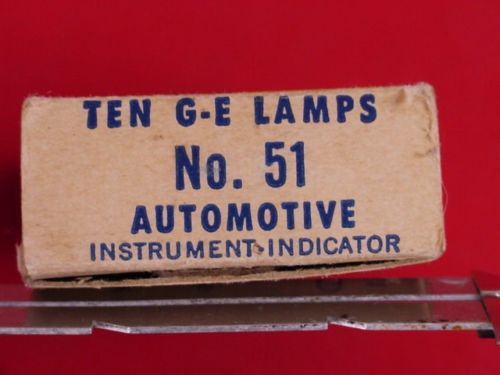 TEN G-E LAMPS
No. 51
AUTOMOTIVE
INSTRUMENT-INDICATOR